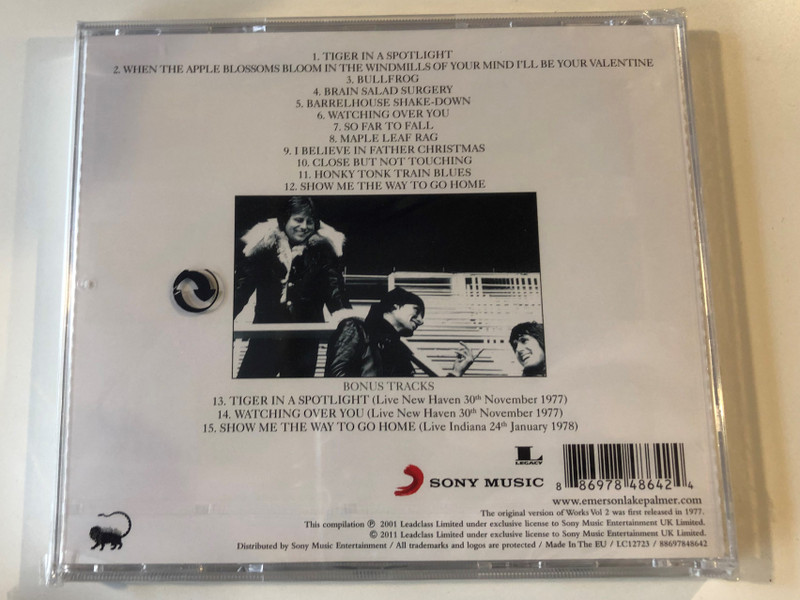 1. TIGER IN A SPOTLIGHT
2. WHEN THE APPLE BLOSSOMS BLOOM IN THE WINDMILLS OF YOUR MIND I'LL BE YOUR VALENTINE
3. BULLFROG
4. BRAIN SALAD SURGERY
5. BARRELHOUSE SHAKE-DOWN
6. WATCHING OVER YOU
7. SO FAR TO FALL
8. MAPLE LEAF RAG
9. I BELIEVE IN FATHER CHRISTMAS
10. CLOSE BUT NOT TOUCHING
11. HONKY TONK TRAIN BLUES
12. SHOW ME THE WAY TO GO HOME
BONUS TRACKS
13. TIGER IN A SPOTLIGHT (Live New Haven 30th November 1977)
14. WATCHING OVER YOU (Live New Haven 30th November 1977)
15. SHOW ME THE WAY TO GO HOME (Live Indiana 24th January 1978)
L
LEGACY
SONY MUSIC
8 86978 48642 4
www.emersonlakepalmer.com
The original version of Works Vol 2 was first released in 1977.
This compilation ℗ 2001 Leadclass Limited under exclusive license to Sony Music Entertainment UK Limited.
© 2011 Leadclass Limited under exclusive license to Sony Music Entertainment UK Limited.
Distributed by Sony Music Entertainment / All trademarks and logos are protected / Made In The EU / LC12723 / 88697848642